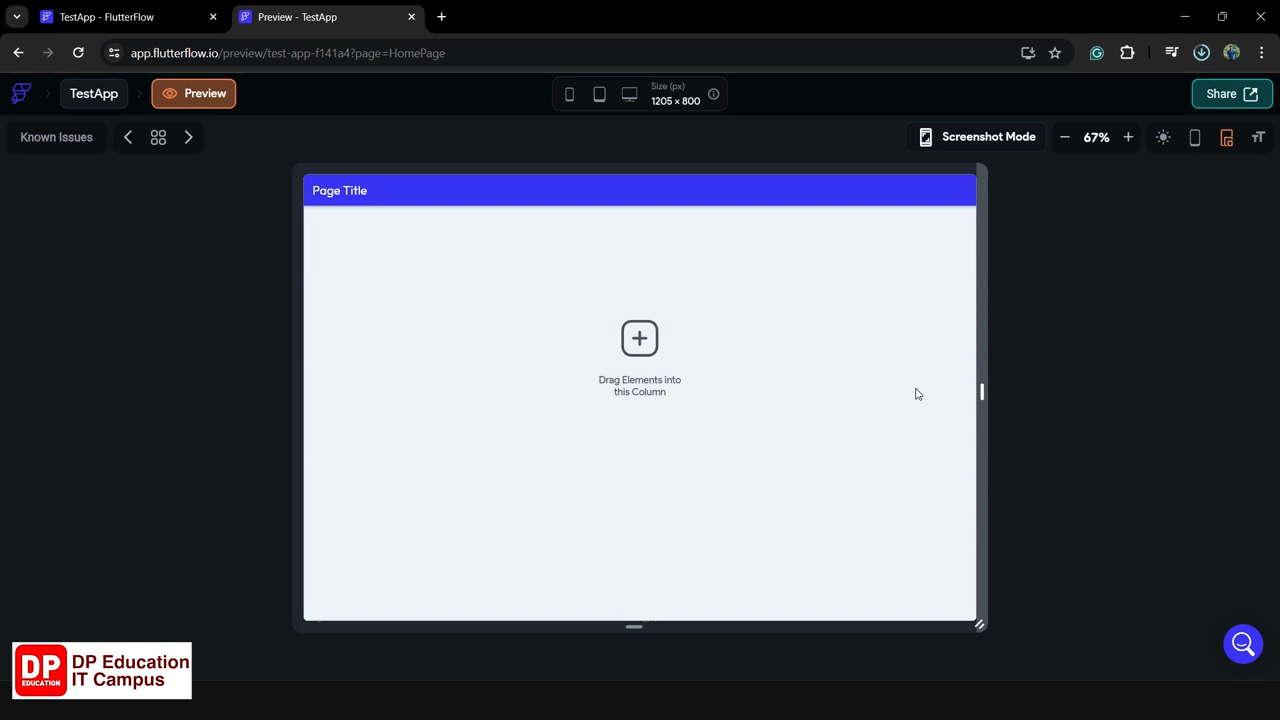 TestApp - FlutterFlow
Preview - TestApp
app.flutterflow.io/preview/test-app-f141a4?page=HomePage
TestApp
Preview
Size (px)
1205 × 800
Share
Known Issues
Screenshot Mode
67%
Page Title
Drag Elements into
this Column
DP
EDUCATION
DP Education
IT Campus